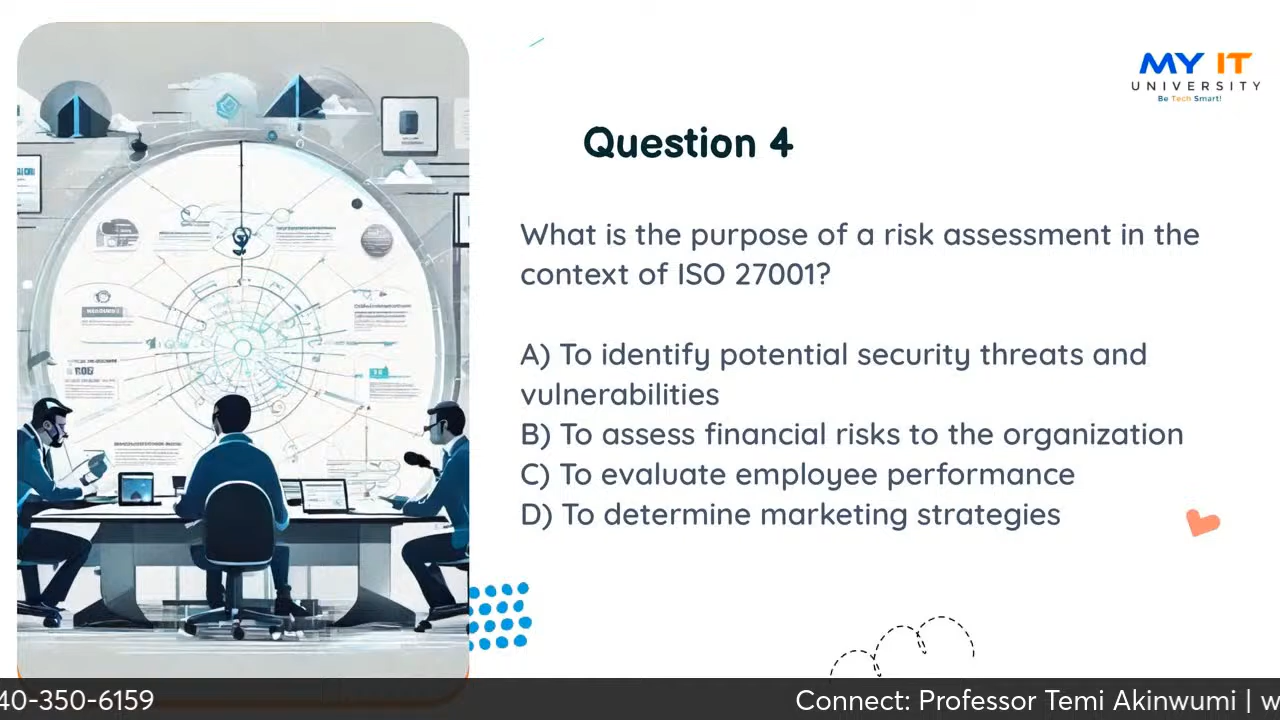 MY IT
UNIVERSITY
Be Tech Smart!
Question 4
What is the purpose of a risk assessment in the
context of ISO 27001?
A) To identify potential security threats and
vulnerabilities
B) To assess financial risks to the organization
C) To evaluate employee performance
D) To determine marketing strategies
40-350-6159
Connect: Professor Temi Akinwumi | w